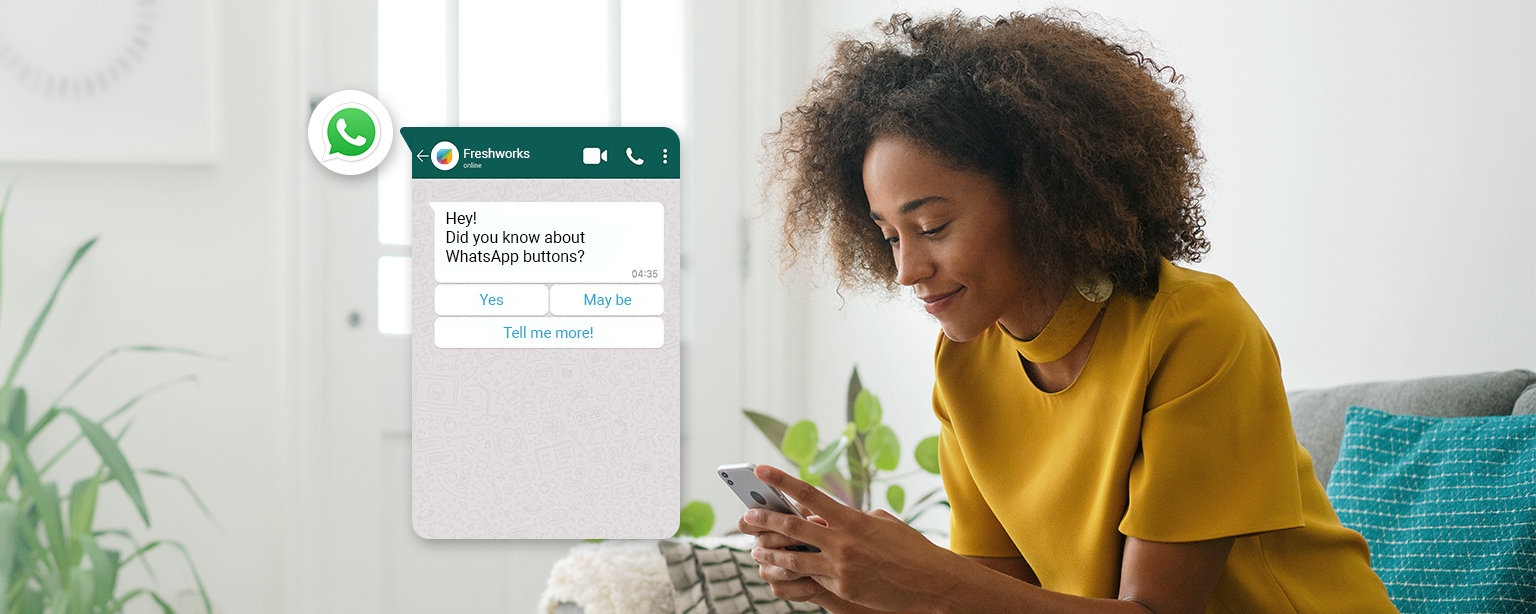 Freshworks
online
Hey!
Did you know about
WhatsApp buttons?
04:35
Yes
May be
Tell me more!